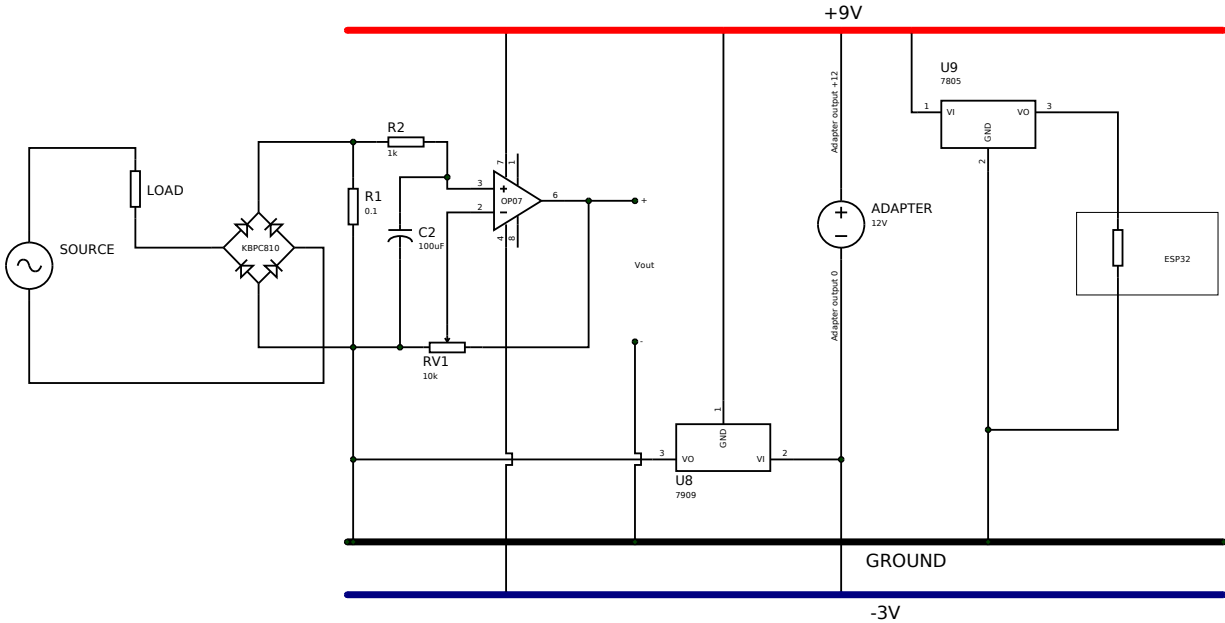 +9V
U9
7805
1
VI
VO
3
GND
2
Adapter output +12
R2
1k
7
1
LOAD
R1
0.1
3
2
OP07
6
+
ADAPTER
12V
C2
100uF
4
8
SOURCE
KBPC810
Vout
ESP32
Adapter output 0
-
RV1
10k
1
GND
3
VO
VI
2
U8
7909
GROUND
-3V